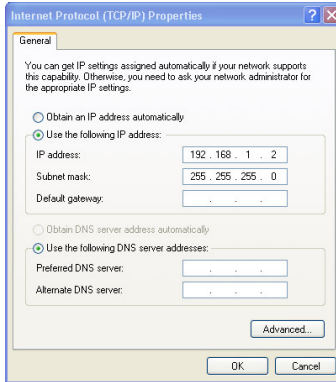 Internet Protocol (TCP/IP) Properties
General
You can get IP settings assigned automatically if your network supports
this capability. Otherwise, you need to ask your network administrator for
the appropriate IP settings.
Obtain an IP address automatically
Use the following IP address:
IP address: 192 . 168 . 1 . 2
Subnet mask: 255 . 255 . 255 . 0
Default gateway: . . .
Obtain DNS server address automatically
Use the following DNS server addresses:
Preferred DNS server: . . .
Alternate DNS server: . . .
Advanced...
OK Cancel